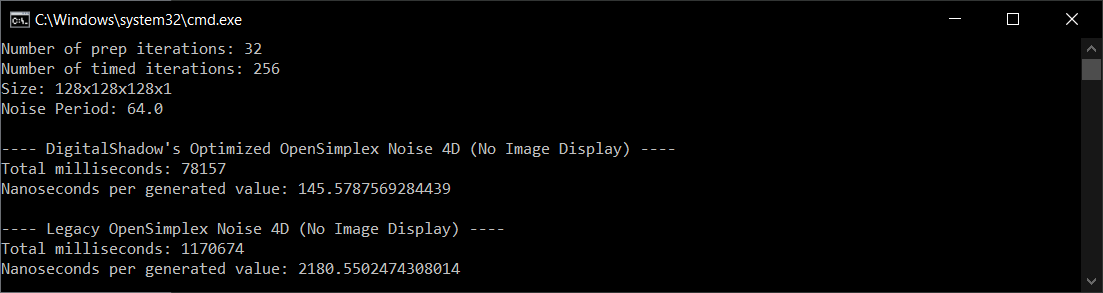 C:\Windows\system32\cmd.exe
Number of prep iterations: 32
Number of timed iterations: 256
Size: 128x128x128x1
Noise Period: 64.0
---- DigitalShadow's Optimized OpenSimplex Noise 4D (No Image Display) ----
Total milliseconds: 78157
Nanoseconds per generated value: 145.5787569284439
---- Legacy OpenSimplex Noise 4D (No Image Display) ----
Total milliseconds: 1170674
Nanoseconds per generated value: 2180.5502474308014